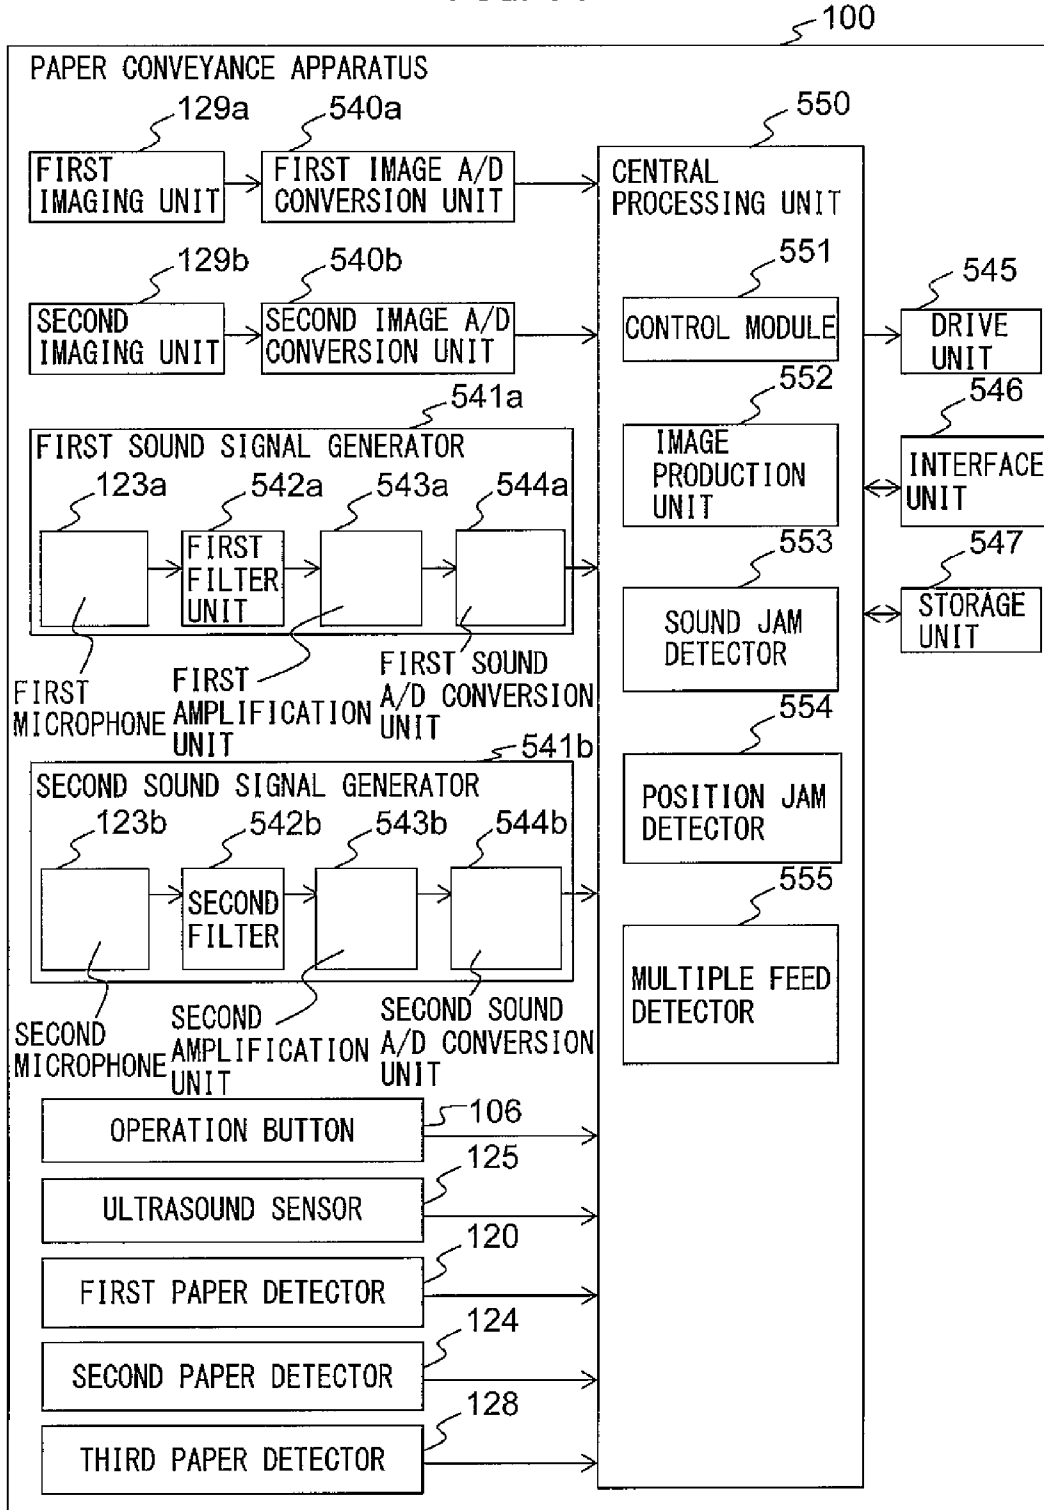 100
PAPER CONVEYANCE APPARATUS
129a
540a
550
FIRST
IMAGING UNIT
FIRST IMAGE A/D
CONVERSION UNIT
CENTRAL
PROCESSING UNIT
129b
540b
551
545
SECOND
IMAGING UNIT
SECOND IMAGE A/D
CONVERSION UNIT
CONTROL MODULE
DRIVE
UNIT
541a
552
546
FIRST SOUND SIGNAL GENERATOR
IMAGE
PRODUCTION
UNIT
INTERFACE
UNIT
123a
542a
543a
544a
FIRST
FILTER
UNIT
553
547
SOUND JAM
DETECTOR
STORAGE
UNIT
FIRST
MICROPHONE
FIRST
AMPLIFICATION
UNIT
FIRST SOUND
A/D CONVERSION
UNIT
554
541b
SECOND SOUND SIGNAL GENERATOR
POSITION JAM
DETECTOR
123b
542b
543b
544b
SECOND
FILTER
555
MULTIPLE FEED
DETECTOR
SECOND
MICROPHONE
SECOND
AMPLIFICATION
UNIT
SECOND SOUND
A/D CONVERSION
UNIT
OPERATION BUTTON
106
125
ULTRASOUND SENSOR
120
FIRST PAPER DETECTOR
124
SECOND PAPER DETECTOR
128
THIRD PAPER DETECTOR